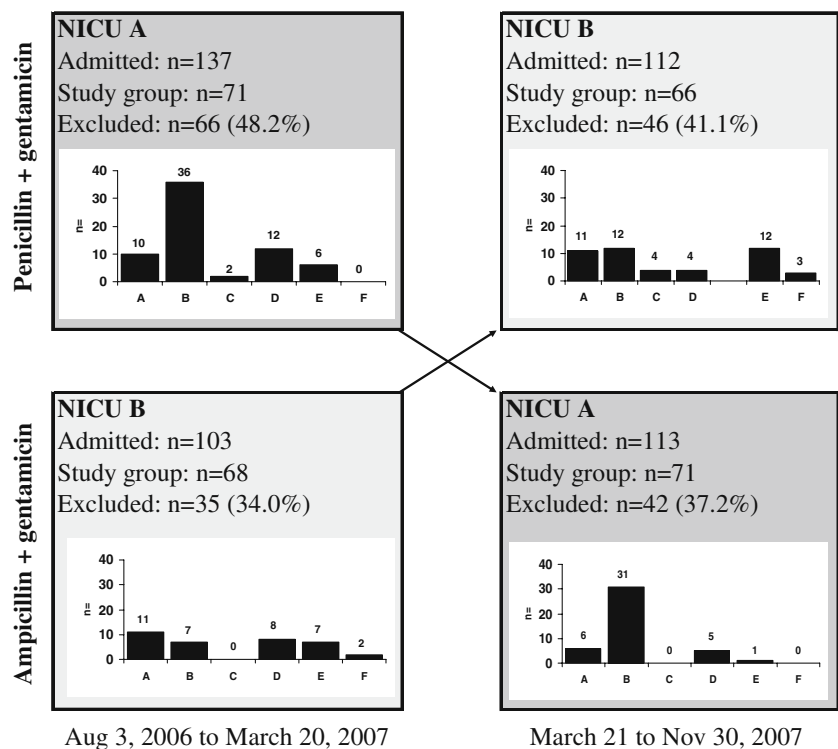 Penicillin + gentamicin
NICU A
Admitted: n=137
Study group: n=71
Excluded: n=66 (48.2%)
40
30
20
10
0
n=
10
36
2
12
6
0
A B C D E F
NICU B
Admitted: n=112
Study group: n=66
Excluded: n=46 (41.1%)
40
30
20
10
0
n=
11
12
4
4
12
3
A B C D E F
Ampicillin + gentamicin
NICU B
Admitted: n=103
Study group: n=68
Excluded: n=35 (34.0%)
40
30
20
10
0
n=
11
7
0
8
7
2
A B C D E F
NICU A
Admitted: n=113
Study group: n=71
Excluded: n=42 (37.2%)
40
30
20
10
0
n=
6
31
0
5
1
0
A B C D E F
Aug 3, 2006 to March 20, 2007
March 21 to Nov 30, 2007